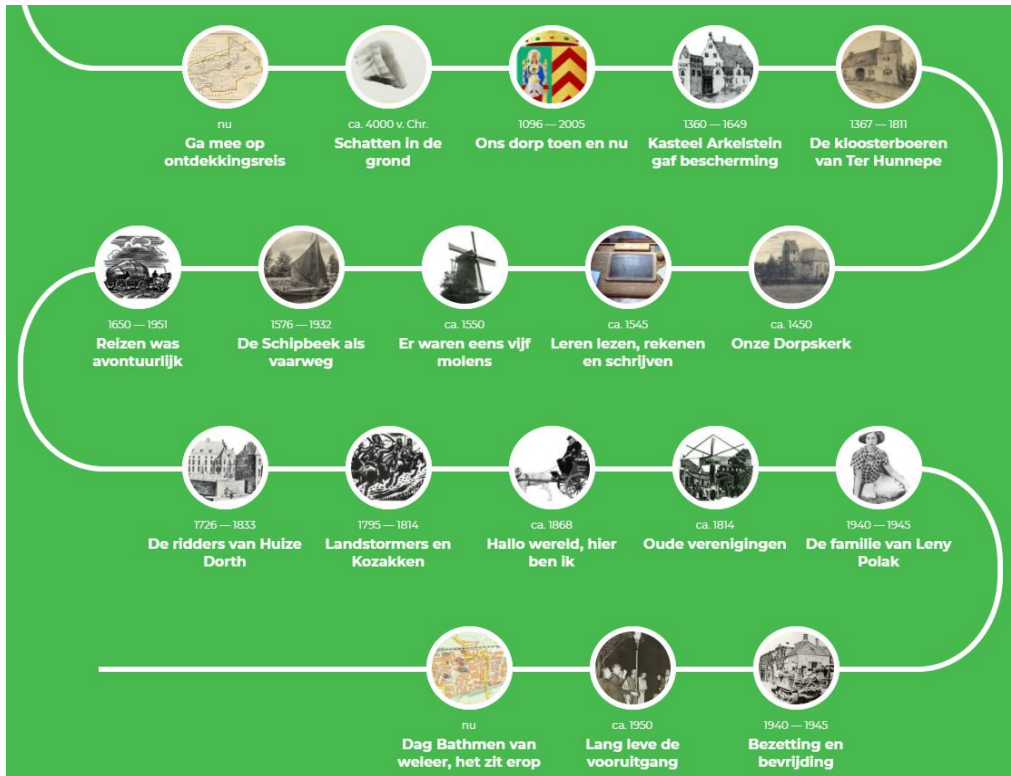 nu
Ga mee op
ontdekkingsreis
ca. 4000 v. Chr.
Schatten in de
grond
1096 — 2005
Ons dorp toen en nu
1360 — 1649
Kasteel Arkelstein
gaf bescherming
1367 — 1811
De kloosterboeren
van Ter Hunnepe
1650 — 1951
Reizen was
avontuurlijk
1576 — 1932
De Schipbeek als
vaarweg
ca. 1550
Er waren eens vijf
molens
ca. 1545
Leren lezen, rekenen
en schrijven
ca. 1450
Onze Dorpskerk
1726 — 1833
De ridders van Huize
Dorth
1795 — 1814
Landstormers en
Kozakken
ca. 1868
Hallo wereld, hier
ben ik
ca. 1814
Oude verenigingen
1940 — 1945
De familie van Leny
Polak
nu
Dag Bathmen van
weleer, het zit erop
ca. 1950
Lang leve de
vooruitgang
1940 — 1945
Bezetting en
bevrijding